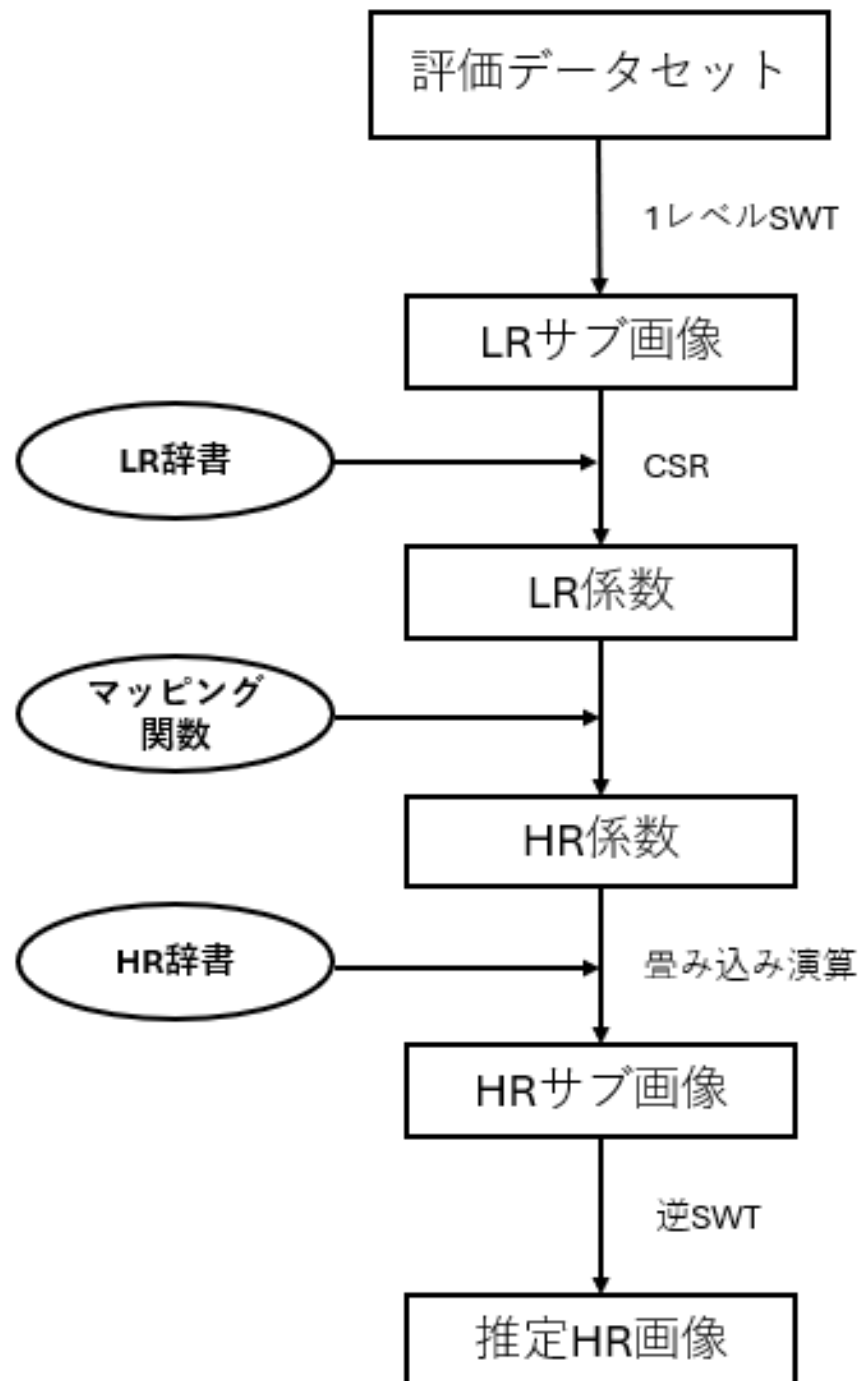 評価データセット
1レベルSWT
LRサブ画像
LR辞書
CSR
LR係数
マッピング
関数
HR係数
HR辞書
畳み込み演算
HRサブ画像
逆SWT
推定HR画像